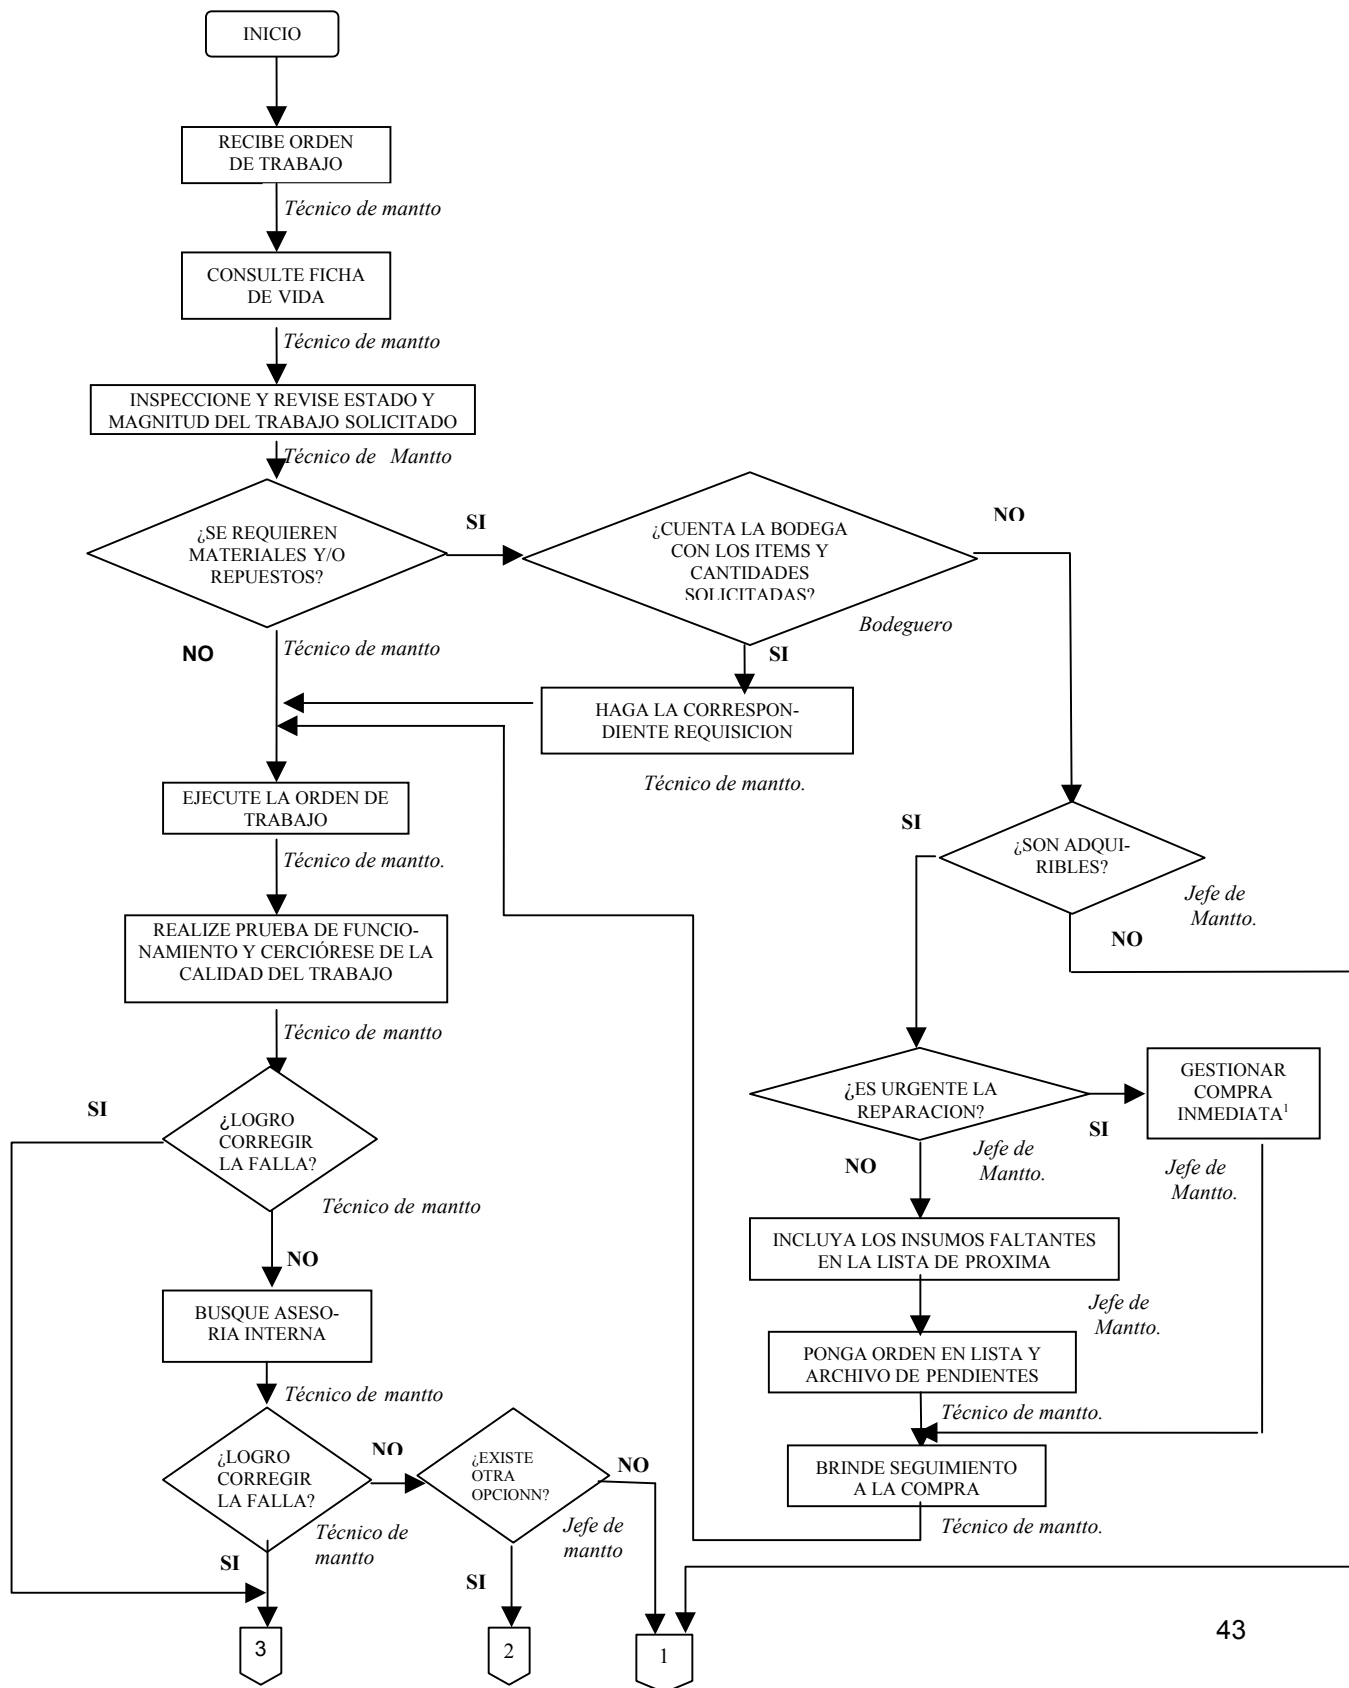 INICIO
RECIBE ORDEN
DE TRABAJO
Técnico de mantto
CONSULTE FICHA
DE VIDA
Técnico de mantto
INSPECCIONE Y REVISE ESTADO Y
MAGNITUD DEL TRABAJO SOLICITADO
Técnico de Mantto
¿SE REQUIEREN
MATERIALES Y/O
REPUESTOS?
SI
¿CUENTA LA BODEGA
CON LOS ITEMS Y
CANTIDADES
SOLICITADAS?
NO
Bodeguero
NO
Técnico de mantto
SI
HAGA LA CORRESPON-
DIENTE REQUISICION
Técnico de mantto.
EJECUTE LA ORDEN DE
TRABAJO
Técnico de mantto.
SI
¿SON ADQUI-
RIBLES?
Jefe de
Mantto.
NO
REALIZE PRUEBA DE FUNCIO-
NAMIENTO Y CERCIÓRESE DE LA
CALIDAD DEL TRABAJO
Técnico de mantto
¿ES URGENTE LA
REPARACION?
SI
GESTIONAR
COMPRA
INMEDIATA¹
Jefe de
Mantto.
Jefe de
Mantto.
NO
SI
¿LOGRO
CORREGIR
LA FALLA?
Técnico de mantto
NO
INCLUYA LOS INSUMOS FALTANTES
EN LA LISTA DE PROXIMA
Jefe de
Mantto.
BUSQUE ASESO-
RIA INTERNA
Técnico de mantto
PONGA ORDEN EN LISTA Y
ARCHIVO DE PENDIENTES
Técnico de mantto.
¿LOGRO
CORREGIR
LA FALLA?
NO
¿EXISTE
OTRA
OPCIONN?
NO
BRINDE SEGUIMIENTO
A LA COMPRA
Técnico de mantto.
Técnico de
mantto
Jefe de
mantto
SI
SI
3
2
1
43